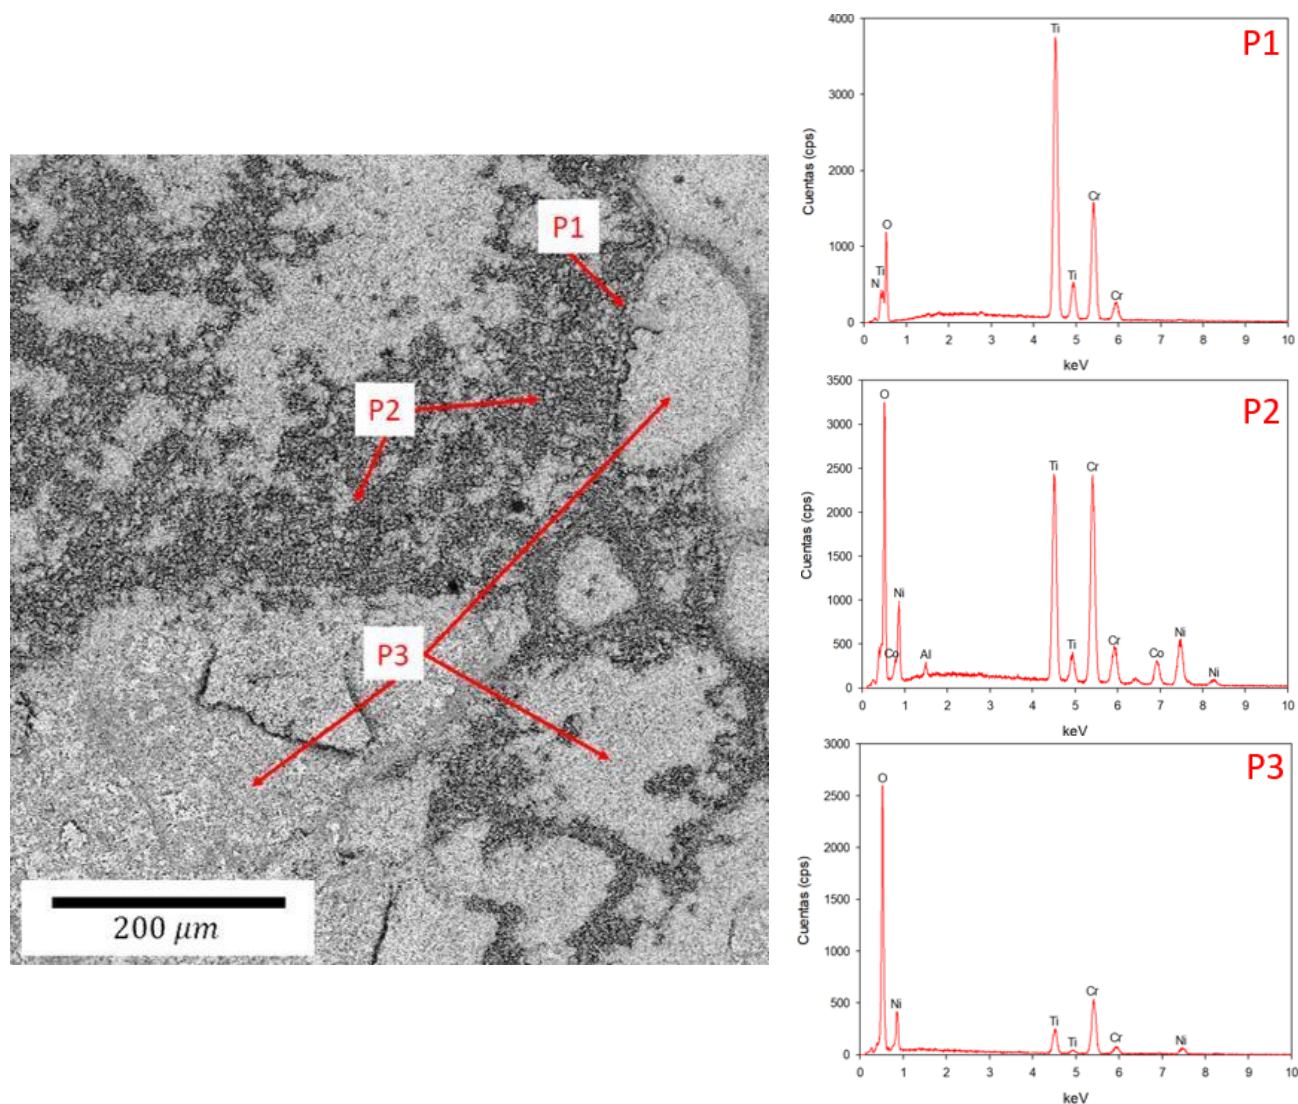 P1
P2
P3
200 μm
P1
Cuentas (cps)
4000
3000
2000
1000
0
Ti
Cr
O
Ti
N
Ti
Cr
0 1 2 3 4 5 6 7 8 9 10
keV
P2
Cuentas (cps)
3500
3000
2500
2000
1500
1000
500
0
O
Ti
Cr
Ni
Co
Al
Ti
Cr
Co
Ni
Ni
0 1 2 3 4 5 6 7 8 9 10
keV
P3
Cuentas (cps)
3000
2500
2000
1500
1000
500
0
O
Ni
Ti
Ti
Cr
Cr
Ni
0 1 2 3 4 5 6 7 8 9 10
keV